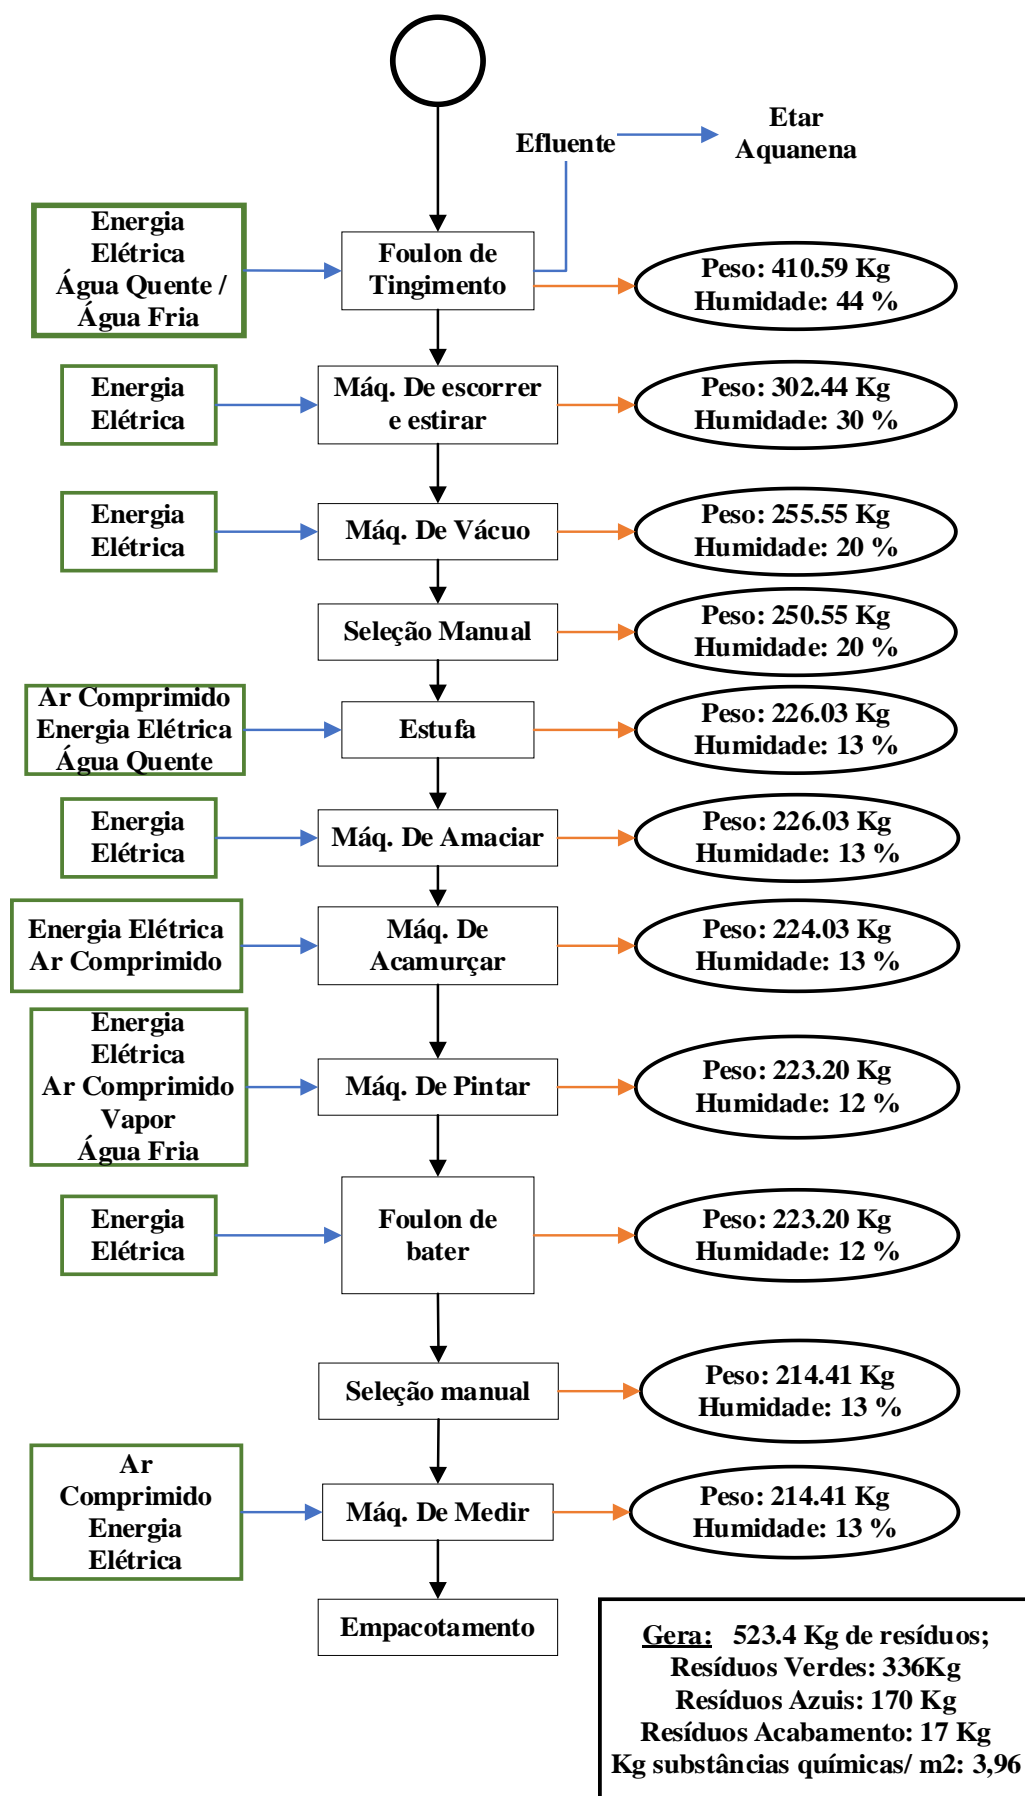 Efluente
Etar
Aquanena
Energia
Elétrica
Água Quente /
Água Fria
Foulon de
Tingimento
Peso: 410.59 Kg
Humidade: 44 %
Energia
Elétrica
Máq. De escorrer
e estirar
Peso: 302.44 Kg
Humidade: 30 %
Energia
Elétrica
Máq. De Vácuo
Peso: 255.55 Kg
Humidade: 20 %
Seleção Manual
Peso: 250.55 Kg
Humidade: 20 %
Ar Comprimido
Energia Elétrica
Água Quente
Estufa
Peso: 226.03 Kg
Humidade: 13 %
Energia
Elétrica
Máq. De Amaciar
Peso: 226.03 Kg
Humidade: 13 %
Energia Elétrica
Ar Comprimido
Máq. De
Acamurçar
Peso: 224.03 Kg
Humidade: 13 %
Energia
Elétrica
Ar Comprimido
Vapor
Água Fria
Máq. De Pintar
Peso: 223.20 Kg
Humidade: 12 %
Energia
Elétrica
Foulon de
bater
Peso: 223.20 Kg
Humidade: 12 %
Seleção manual
Peso: 214.41 Kg
Humidade: 13 %
Ar
Comprimido
Energia
Elétrica
Máq. De Medir
Peso: 214.41 Kg
Humidade: 13 %
Empacotamento
Gera: 523.4 Kg de resíduos;
Resíduos Verdes: 336Kg
Resíduos Azuis: 170 Kg
Resíduos Acabamento: 17 Kg
Kg substâncias químicas/ m2: 3,96